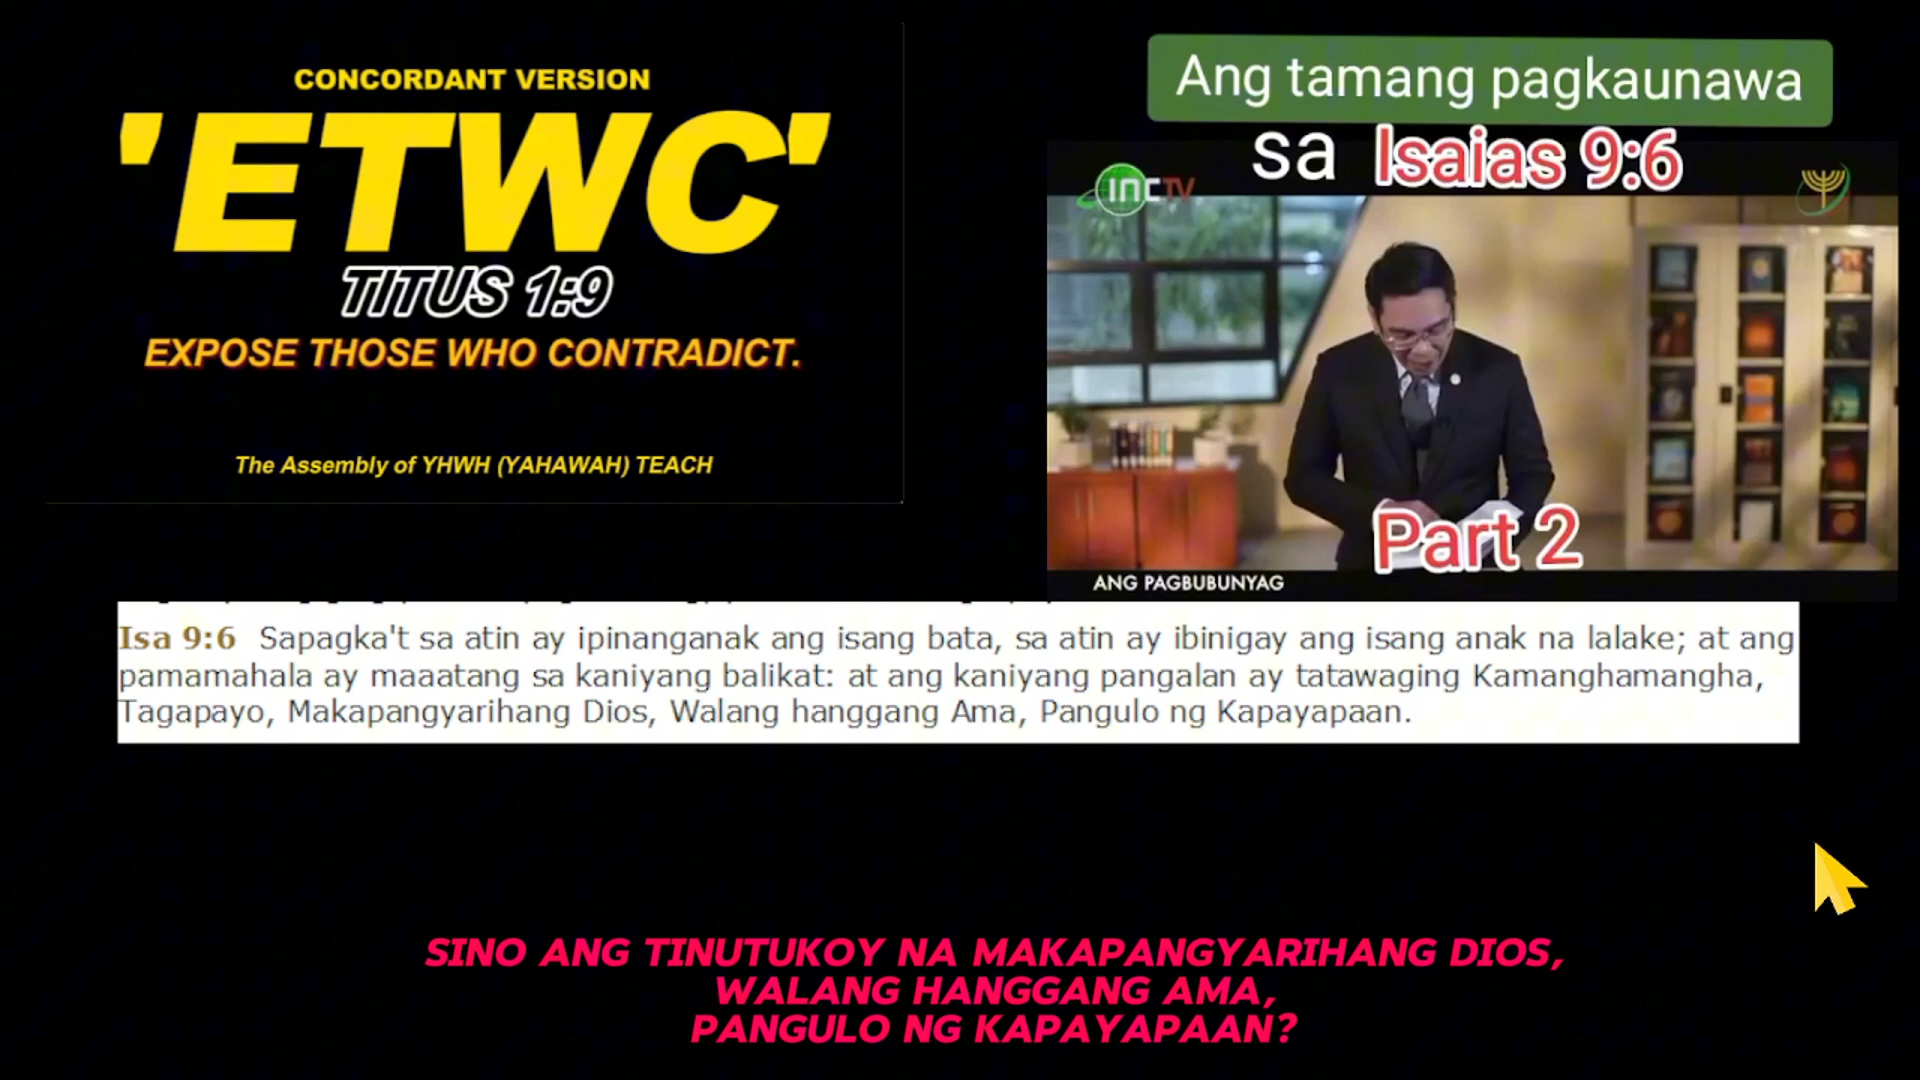 CONCORDANT VERSION
'ETWC'
TITUS 1:9
EXPOSE THOSE WHO CONTRADICT.
The Assembly of YHWH (YAHAWAH) TEACH
Ang tamang pagkaunawa
sa Isaias 9:6
INCTV
Part 2
ANG PAGBUBUNYAG
Isa 9:6 Sapagka't sa atin ay ipinanganak ang isang bata, sa atin ay ibinigay ang isang anak na lalake; at ang
pamamahala ay maaatang sa kaniyang balikat: at ang kaniyang pangalan ay tatawaging Kamanghamangha,
Tagapayo, Makapangyarihang Dios, Walang hanggang Ama, Pangulo ng Kapayapaan.
SINO ANG TINUTUKOY NA MAKAPANGYARIHANG DIOS,
WALANG HANGGANG AMA,
PANGULO NG KAPAYAPAAN?